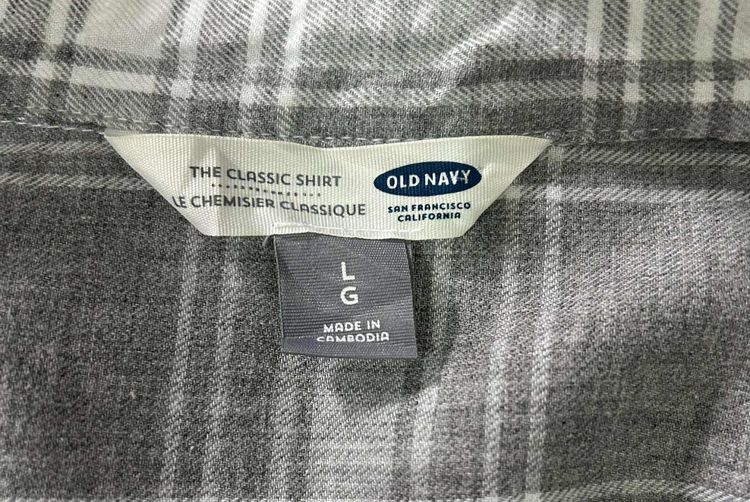 THE CLASSIC SHIRT
LE CHEMISIER CLASSIQUE
OLD NAVY
SAN FRANCISCO
CALIFORNIA
L
G
MADE IN
CAMBODIA